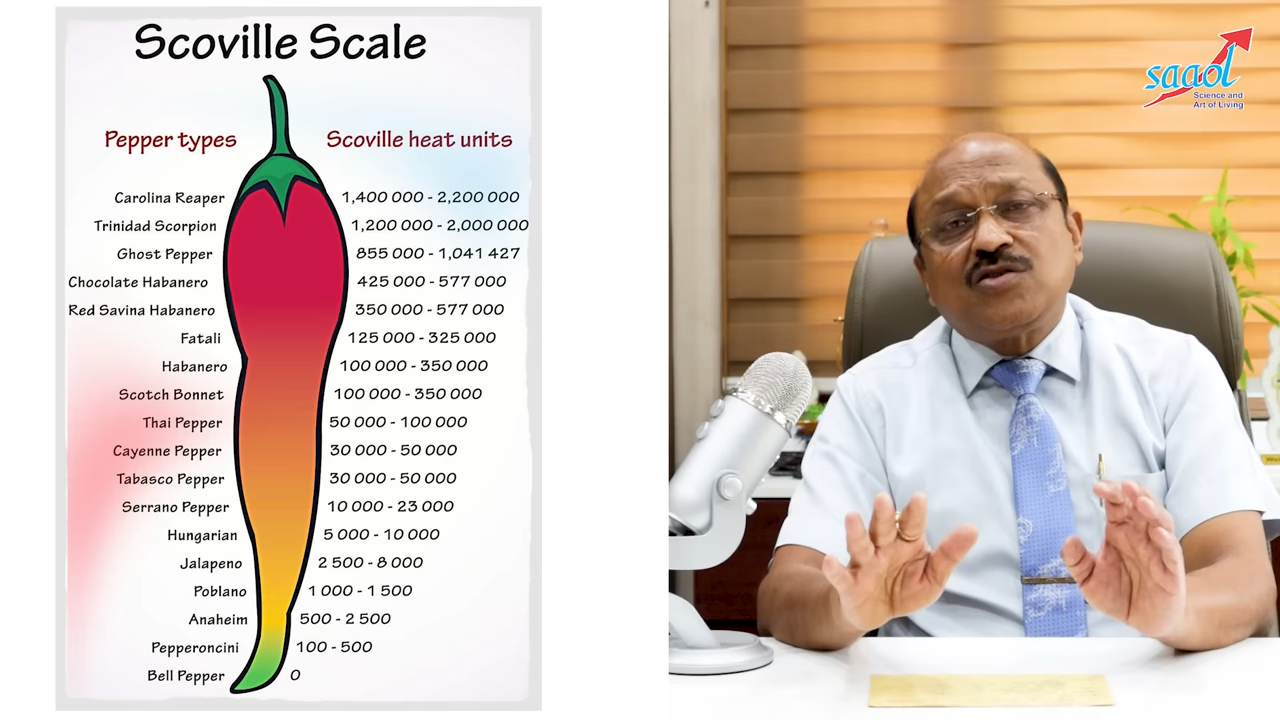 Scoville Scale
Pepper types Scoville heat units
Carolina Reaper 1,400 000 - 2,200 000
Trinidad Scorpion 1,200 000 - 2,000 000
Ghost Pepper 855 000 - 1,041 427
Chocolate Habanero 425 000 - 577 000
Red Savina Habanero 350 000 - 577 000
Fatali 125 000 - 325 000
Habanero 100 000 - 350 000
Scotch Bonnet 100 000 - 350 000
Thai Pepper 50 000 - 100 000
Cayenne Pepper 30 000 - 50 000
Tabasco Pepper 30 000 - 50 000
Serrano Pepper 10 000 - 23 000
Hungarian 5 000 - 10 000
Jalapeno 2 500 - 8 000
Poblano 1 000 - 1 500
Anaheim 500 - 2 500
Pepperoncini 100 - 500
Bell Pepper 0
saaol
Science and
Art of Living